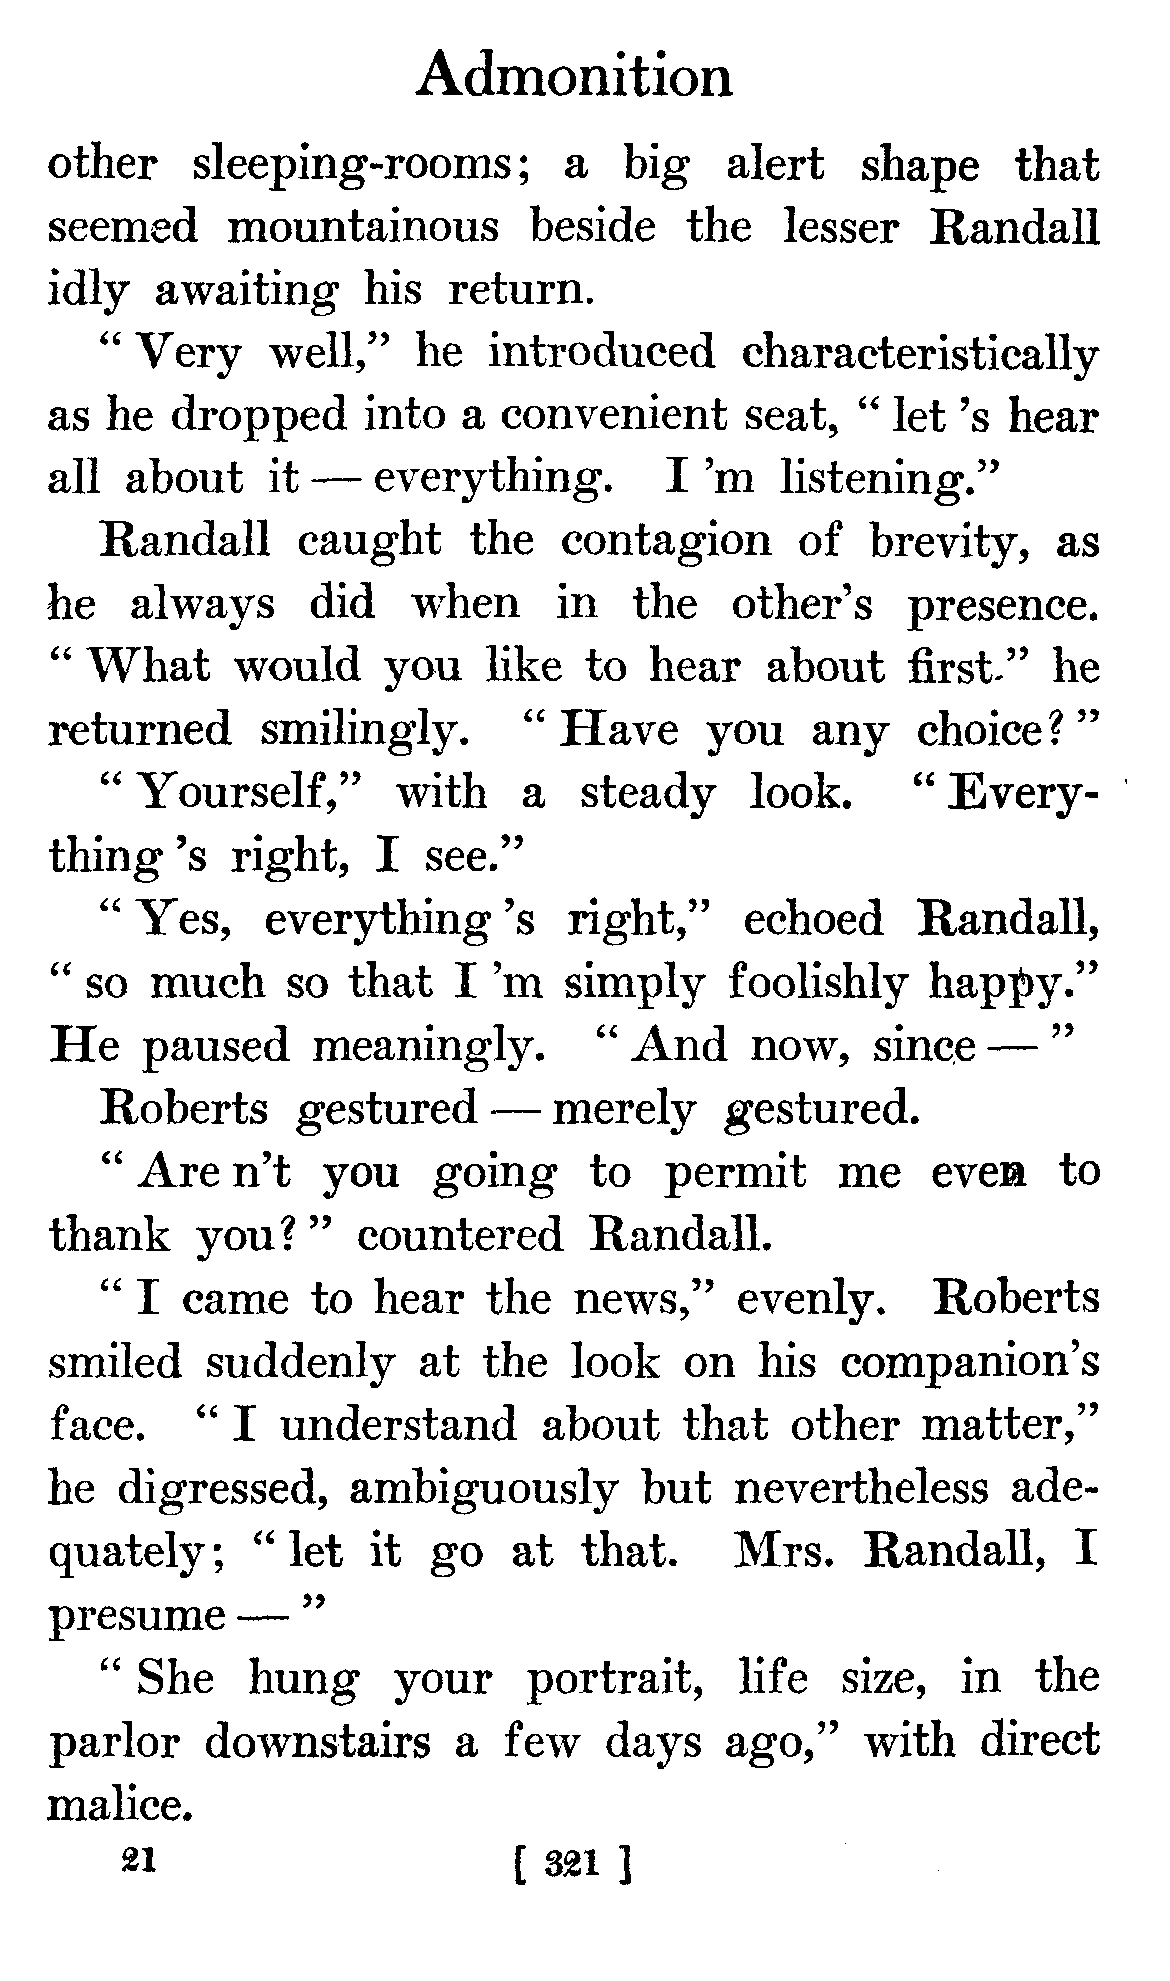 Admonition
other sleeping-rooms; a big alert shape that
seemed mountainous beside the lesser Randall
idly awaiting his return.
“ Very well,” he introduced characteristically
as he dropped into a convenient seat, “ let 's hear
all about it — everything. I 'm listening.”
Randall caught the contagion of brevity, as
he always did when in the other's presence.
“ What would you like to hear about first.” he
returned smilingly. “ Have you any choice? ”
“ Yourself,” with a steady look. “ Every-
thing 's right, I see.”
“ Yes, everything 's right,” echoed Randall,
“ so much so that I 'm simply foolishly happy.”
He paused meaningly. “ And now, since — ”
Roberts gestured — merely gestured.
“ Are n't you going to permit me even to
thank you? ” countered Randall.
“ I came to hear the news,” evenly. Roberts
smiled suddenly at the look on his companion's
face. “ I understand about that other matter,”
he digressed, ambiguously but nevertheless ade-
quately; “ let it go at that. Mrs. Randall, I
presume — ”
“ She hung your portrait, life size, in the
parlor downstairs a few days ago,” with direct
malice.
21 [ 321 ]